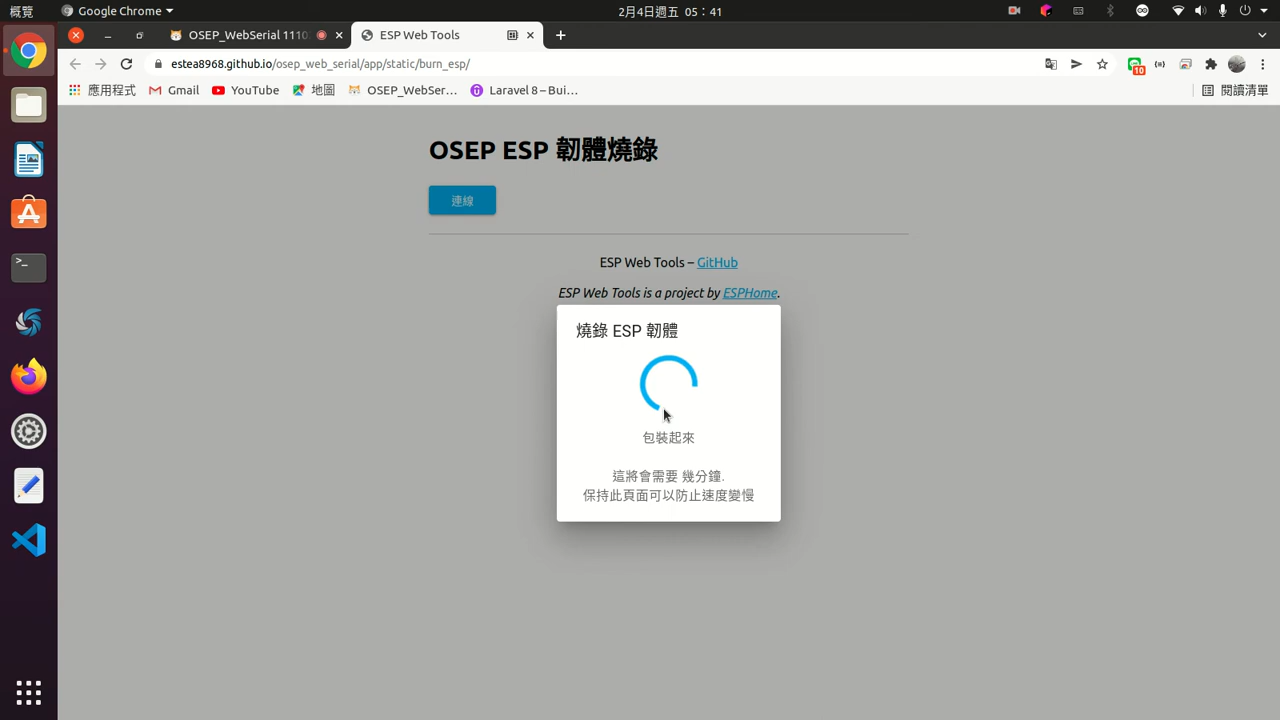 概覽
Google Chrome
2月4日週五 05：41
OSEP_WebSerial 1110
ESP Web Tools
estea8968.github.io/osep_web_serial/app/static/burn_esp/
10
應用程式
Gmail
YouTube
地圖
OSEP_WebSer…
Laravel 8 – Bui…
閱讀清單
OSEP ESP 韌體燒錄
連線
ESP Web Tools – GitHub
ESP Web Tools is a project by ESPHome.
燒錄 ESP 韌體
包裝起來
這將會需要 幾分鐘.
保持此頁面可以防止速度變慢